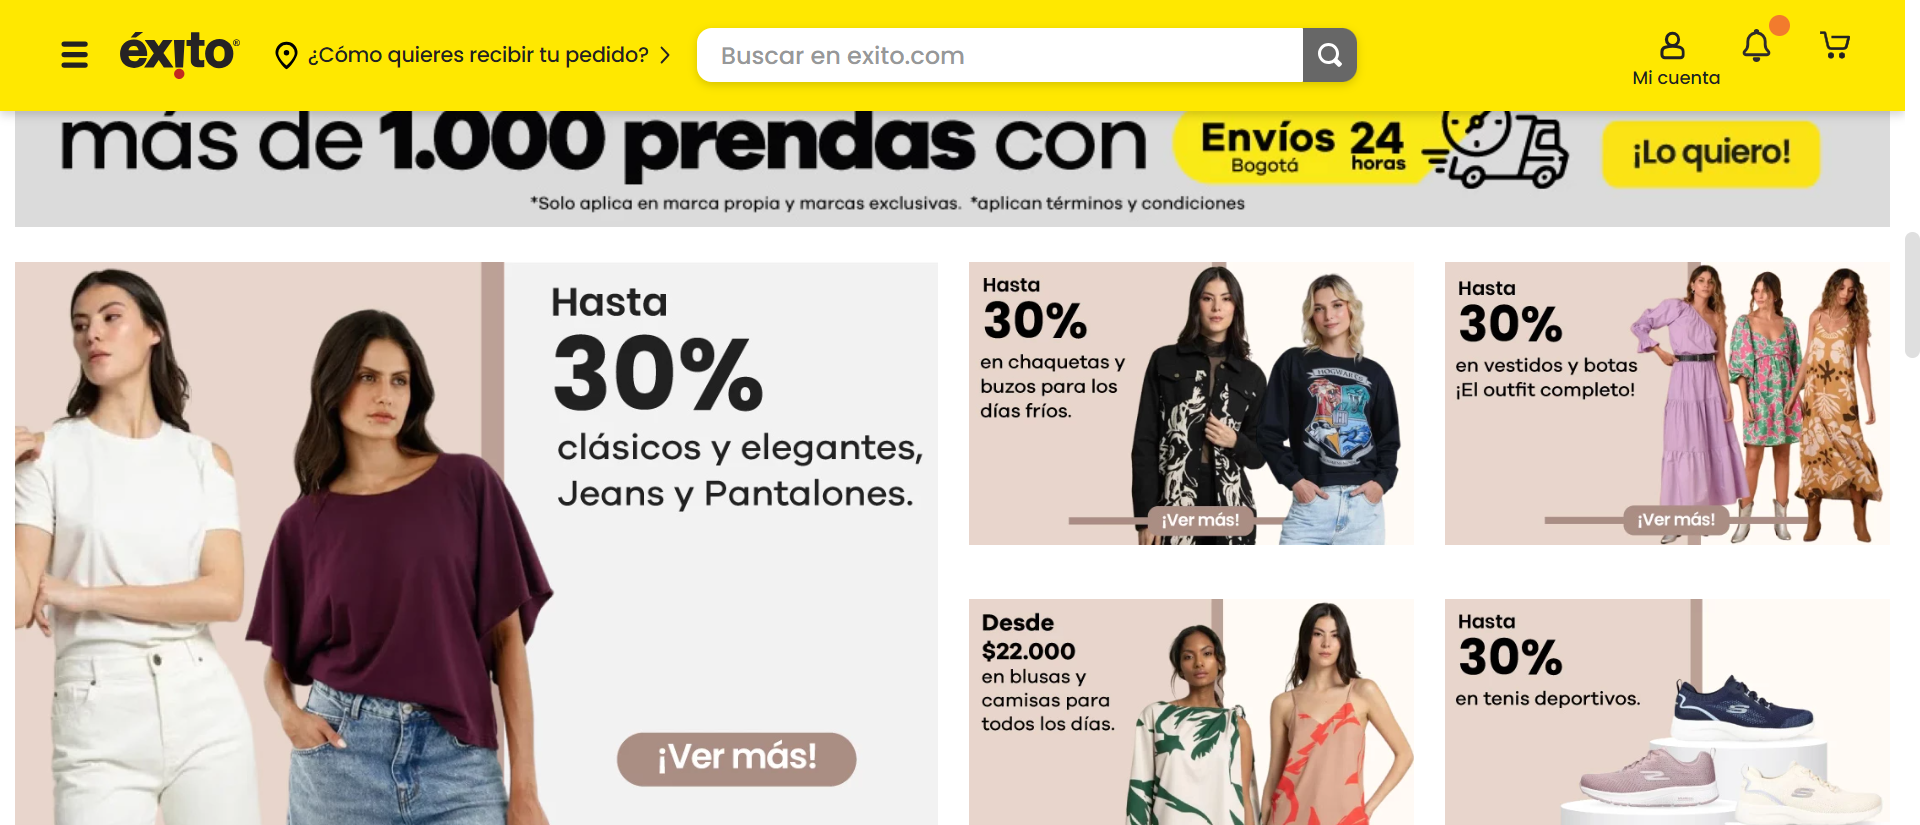 éxito®
¿Cómo quieres recibir tu pedido?
Buscar en exito.com
Mi cuenta
más de 1.000 prendas con
Envíos 24
Bogotá horas
¡Lo quiero!
*Solo aplica en marca propia y marcas exclusivas. *aplican términos y condiciones
Hasta
30%
clásicos y elegantes,
Jeans y Pantalones.
¡Ver más!
Hasta
30%
en chaquetas y
buzos para los
días fríos.
¡Ver más!
Hasta
30%
en vestidos y botas
¡El outfit completo!
¡Ver más!
Desde
$22.000
en blusas y
camisas para
todos los días.
Hasta
30%
en tenis deportivos.